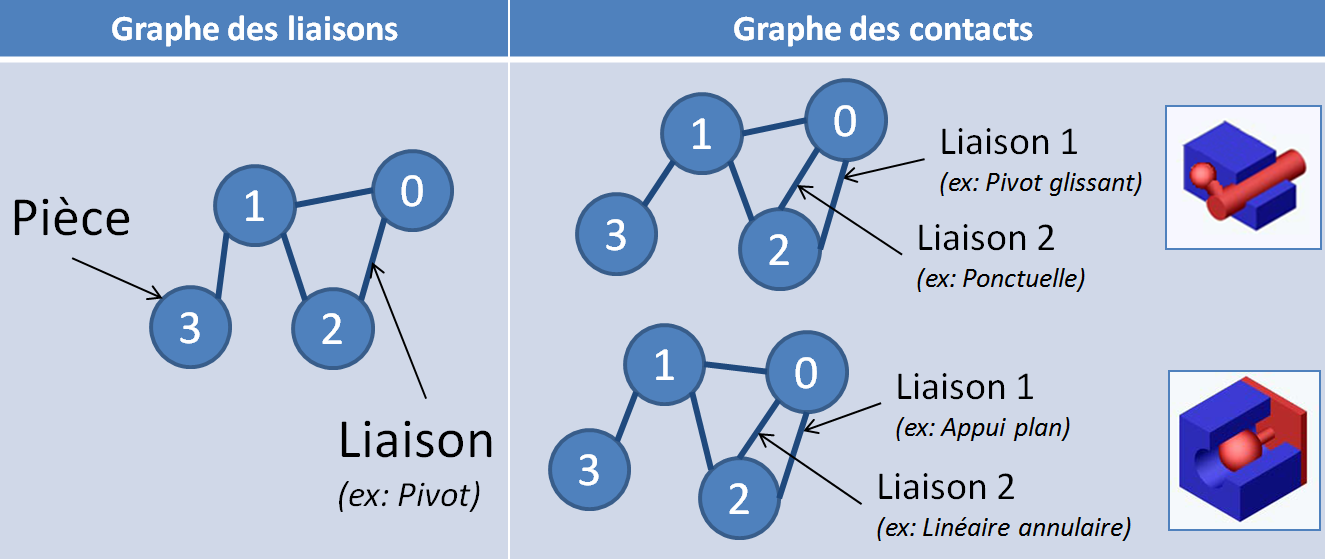 Graphe des liaisons
Graphe des contacts
Pièce
1
0
3
2
Liaison
(ex: Pivot)
1
0
3
2
Liaison 1
(ex: Pivot glissant)
Liaison 2
(ex: Ponctuelle)
1
0
3
2
Liaison 1
(ex: Appui plan)
Liaison 2
(ex: Linéaire annulaire)